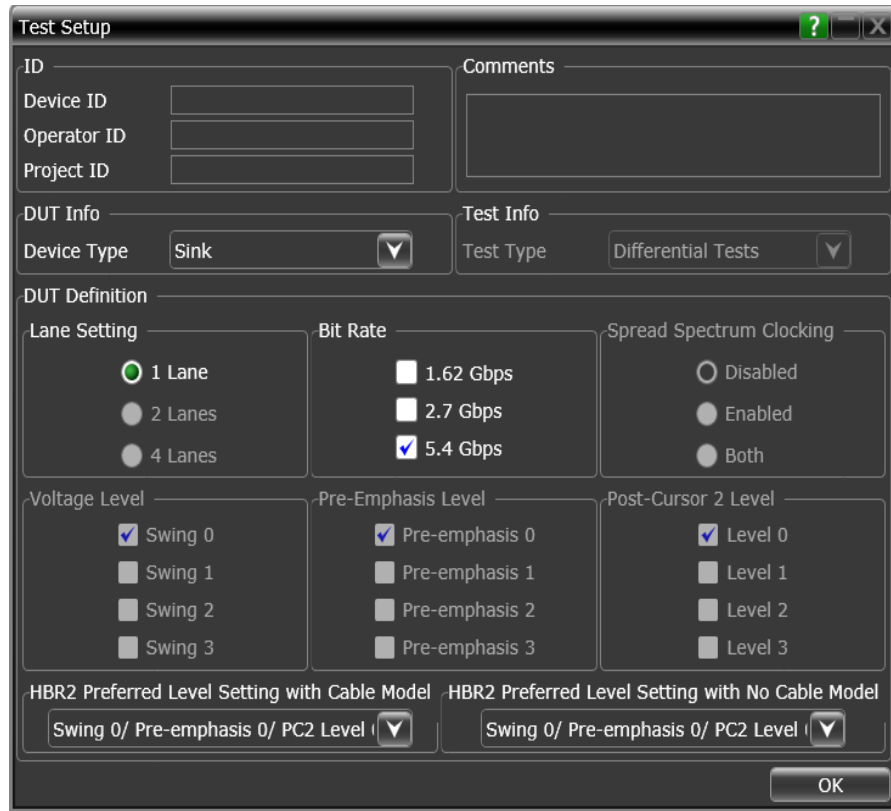 Test Setup
?
X
ID
Device ID
Operator ID
Project ID
Comments
DUT Info
Device Type Sink
Test Info
Test Type Differential Tests
DUT Definition
Lane Setting
1 Lane
2 Lanes
4 Lanes
Bit Rate
1.62 Gbps
2.7 Gbps
5.4 Gbps
Spread Spectrum Clocking
Disabled
Enabled
Both
Voltage Level
Swing 0
Swing 1
Swing 2
Swing 3
Pre-Emphasis Level
Pre-emphasis 0
Pre-emphasis 1
Pre-emphasis 2
Pre-emphasis 3
Post-Cursor 2 Level
Level 0
Level 1
Level 2
Level 3
HBR2 Preferred Level Setting with Cable Model
Swing 0/ Pre-emphasis 0/ PC2 Level
HBR2 Preferred Level Setting with No Cable Model
Swing 0/ Pre-emphasis 0/ PC2 Level
OK